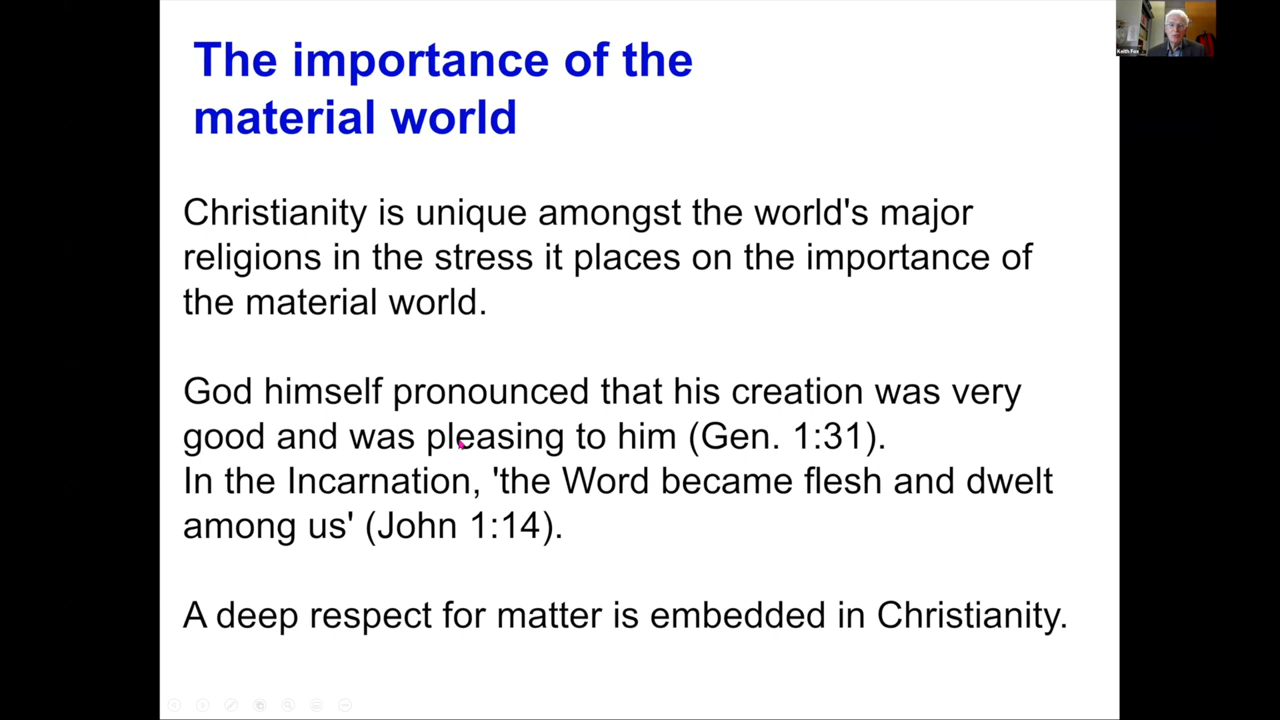 The importance of the
material world
Christianity is unique amongst the world's major
religions in the stress it places on the importance of
the material world.
God himself pronounced that his creation was very
good and was pleasing to him (Gen. 1:31).
In the Incarnation, 'the Word became flesh and dwelt
among us' (John 1:14).
A deep respect for matter is embedded in Christianity.
Keith Fox